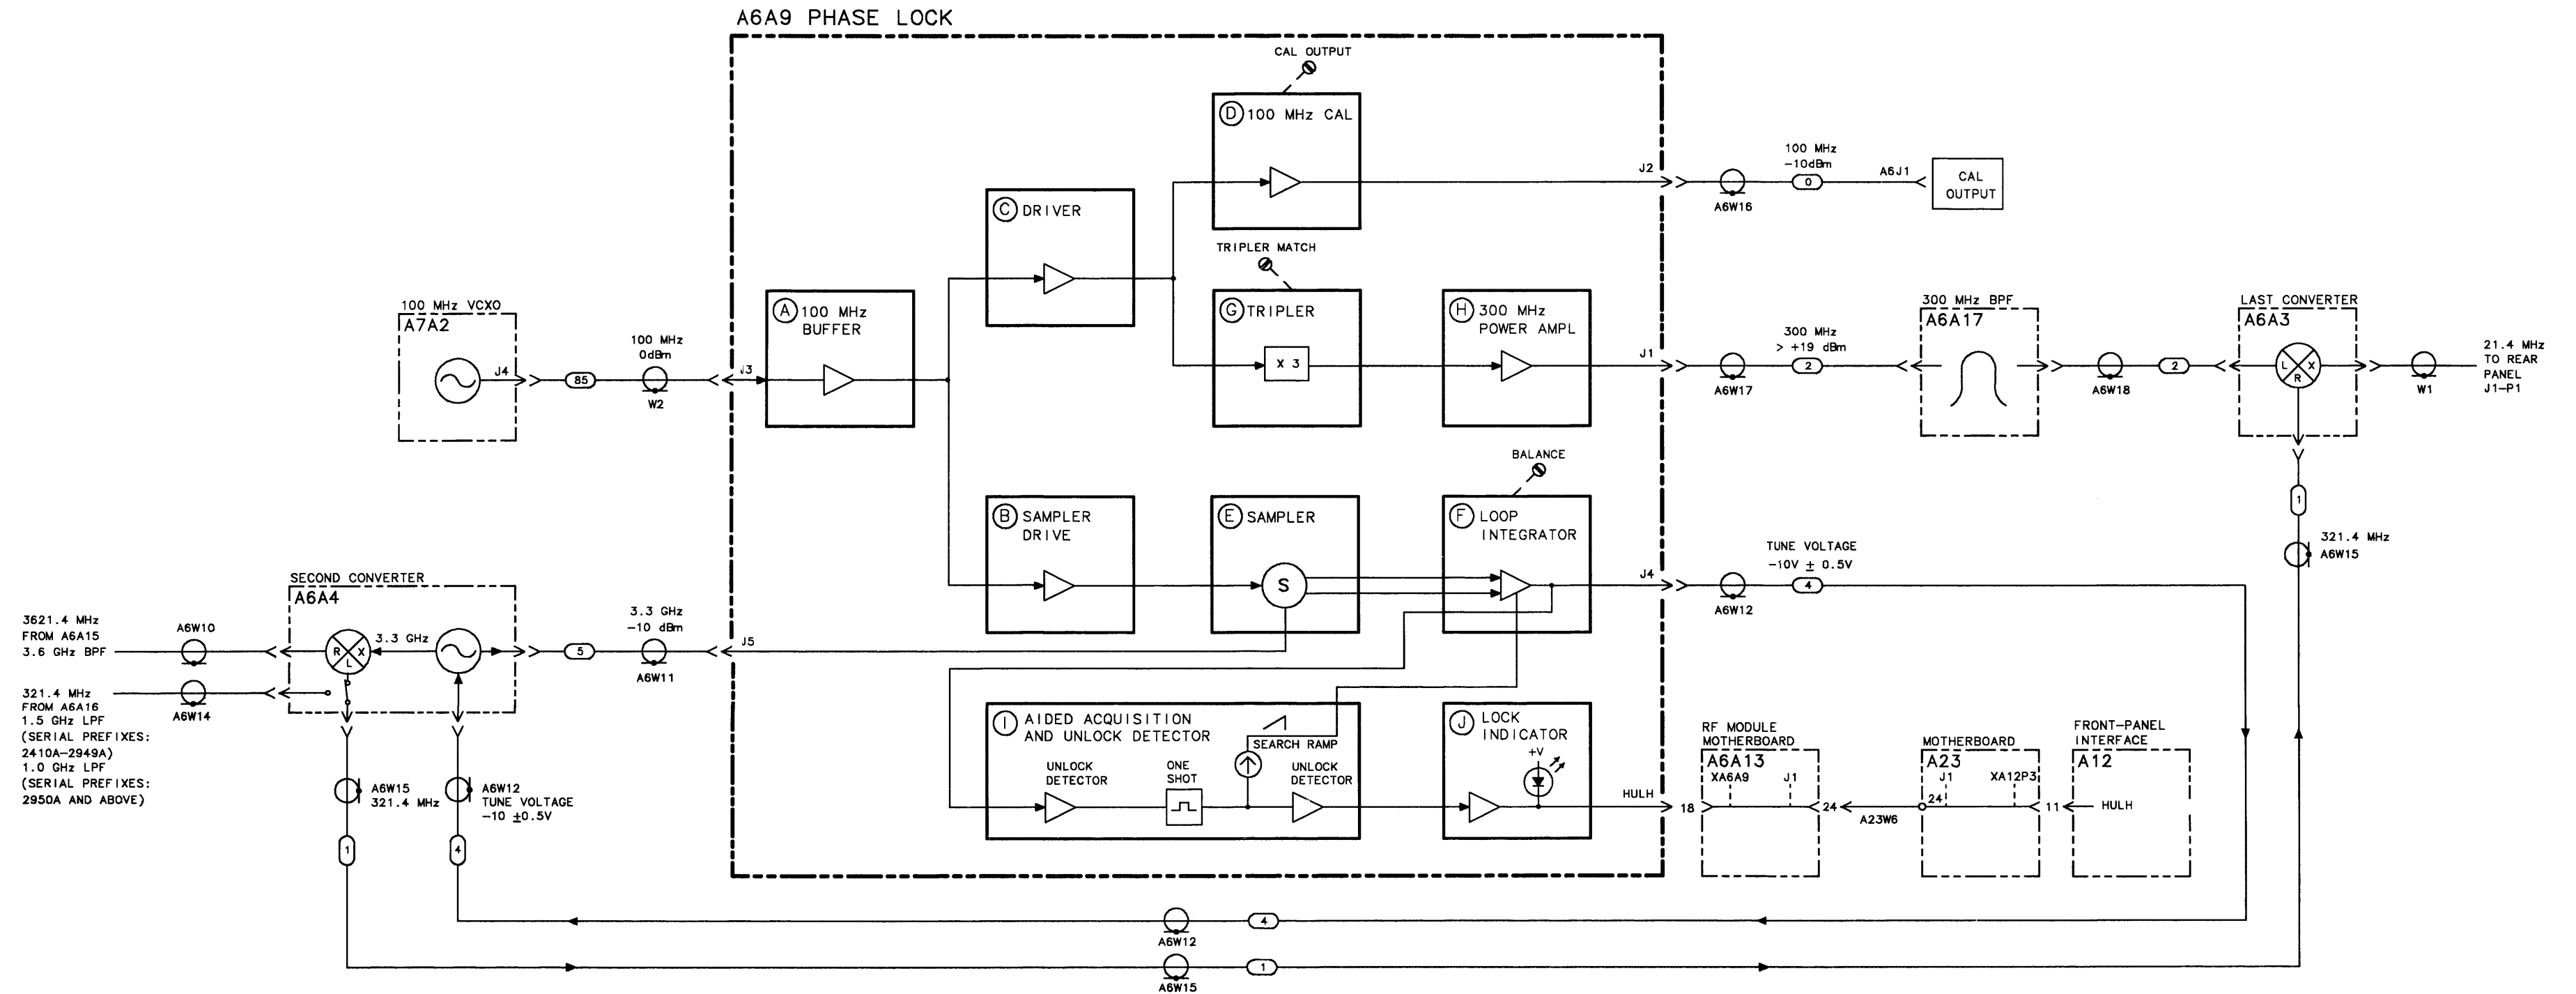 A6A9 PHASE LOCK
CAL OUTPUT
D 100 MHz CAL
J2
100 MHz
-10dBm
0
A6W16
A6J1
CAL
OUTPUT
C DRIVER
TRIPLER MATCH
A 100 MHz
BUFFER
G TRIPLER
X 3
H 300 MHz
POWER AMPL
J1
300 MHz
> +19 dBm
2
A6W17
300 MHz BPF
A6A17
A6W18
2
LAST CONVERTER
A6A3
L X
R
W1
21.4 MHz
TO REAR
PANEL
J1-P1
100 MHz VCXO
A7A2
J4
85
100 MHz
0dBm
W2
J3
1
321.4 MHz
A6W15
BALANCE
B SAMPLER
DRIVE
E SAMPLER
S
F LOOP
INTEGRATOR
J4
TUNE VOLTAGE
-10V ± 0.5V
4
A6W12
SECOND CONVERTER
A6A4
3621.4 MHz
FROM A6A15
3.6 GHz BPF
A6W10
R X
L
3.3 GHz
5
3.3 GHz
-10 dBm
A6W11
J5
321.4 MHz
FROM A6A16
1.5 GHz LPF
(SERIAL PREFIXES:
2410A-2949A)
1.0 GHz LPF
(SERIAL PREFIXES:
2950A AND ABOVE)
A6W14
A6W15
321.4 MHz
A6W12
TUNE VOLTAGE
-10 ±0.5V
1
4
I AIDED ACQUISITION
AND UNLOCK DETECTOR
SEARCH RAMP
UNLOCK
DETECTOR
ONE
SHOT
UNLOCK
DETECTOR
J LOCK
INDICATOR
+V
HULH
18
RF MODULE
MOTHERBOARD
A6A13
XA6A9
J1
24
A23W6
MOTHERBOARD
A23
J1
24
XA12P3
11
FRONT-PANEL
INTERFACE
A12
HULH
A6W12
4
A6W15
1